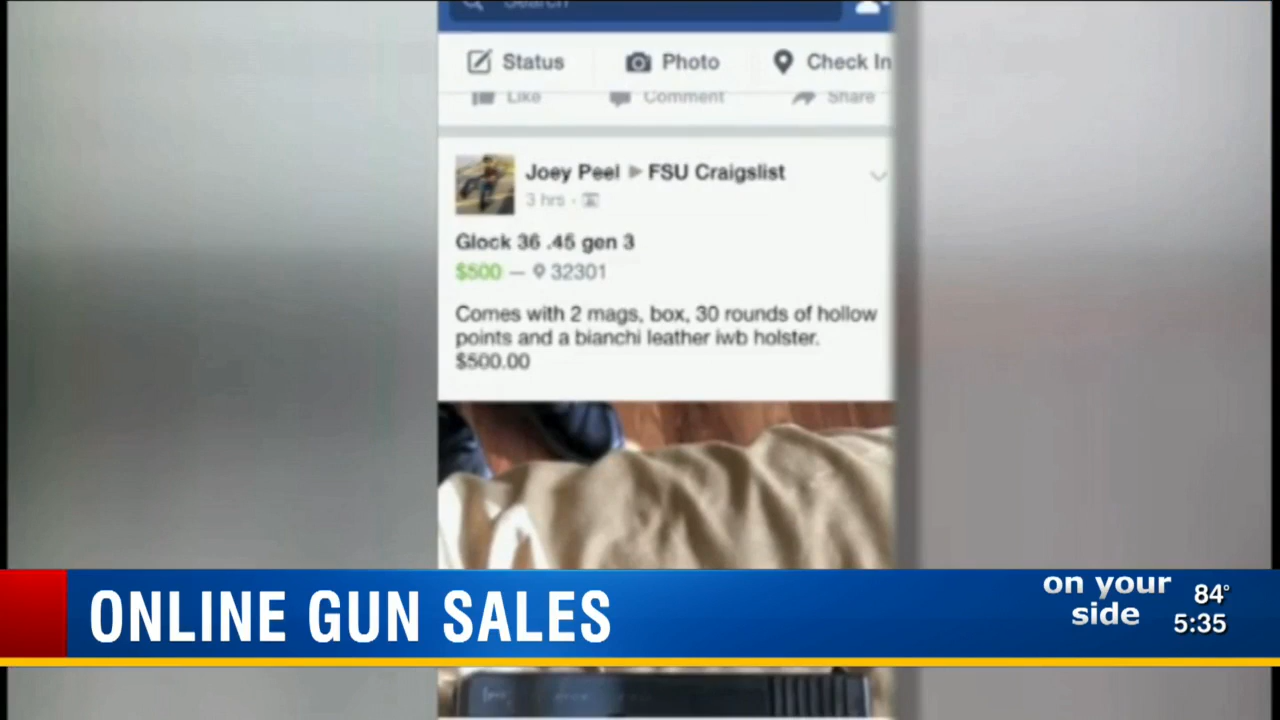 Search
Status Photo Check In
Like Comment Share
Joey Peel ▶ FSU Craigslist
3 hrs ·
Glock 36 .45 gen 3
$500 — 32301
Comes with 2 mags, box, 30 rounds of hollow
points and a bianchi leather iwb holster.
$500.00
ONLINE GUN SALES
on your
side
84°
5:35